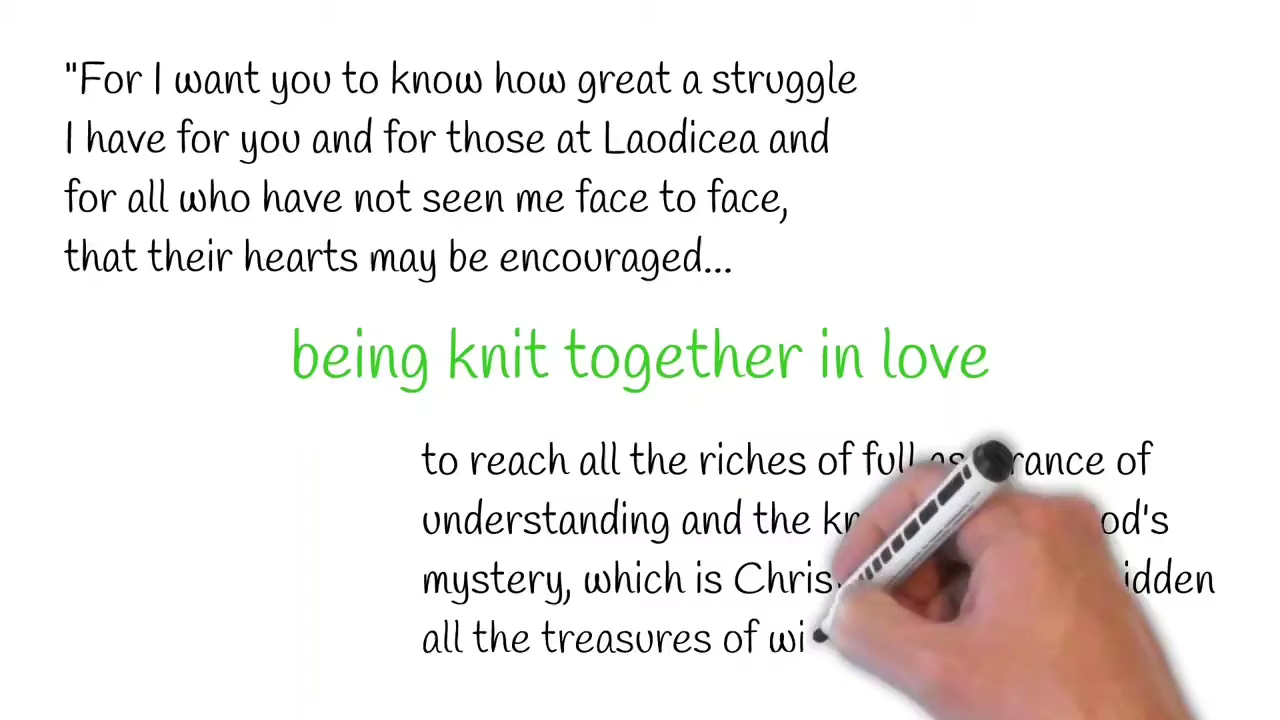 "For I want you to know how great a struggle
I have for you and for those at Laodicea and
for all who have not seen me face to face,
that their hearts may be encouraged...
being knit together in love
to reach all the riches of full of
understanding and the
mystery, which is
all the treasures of